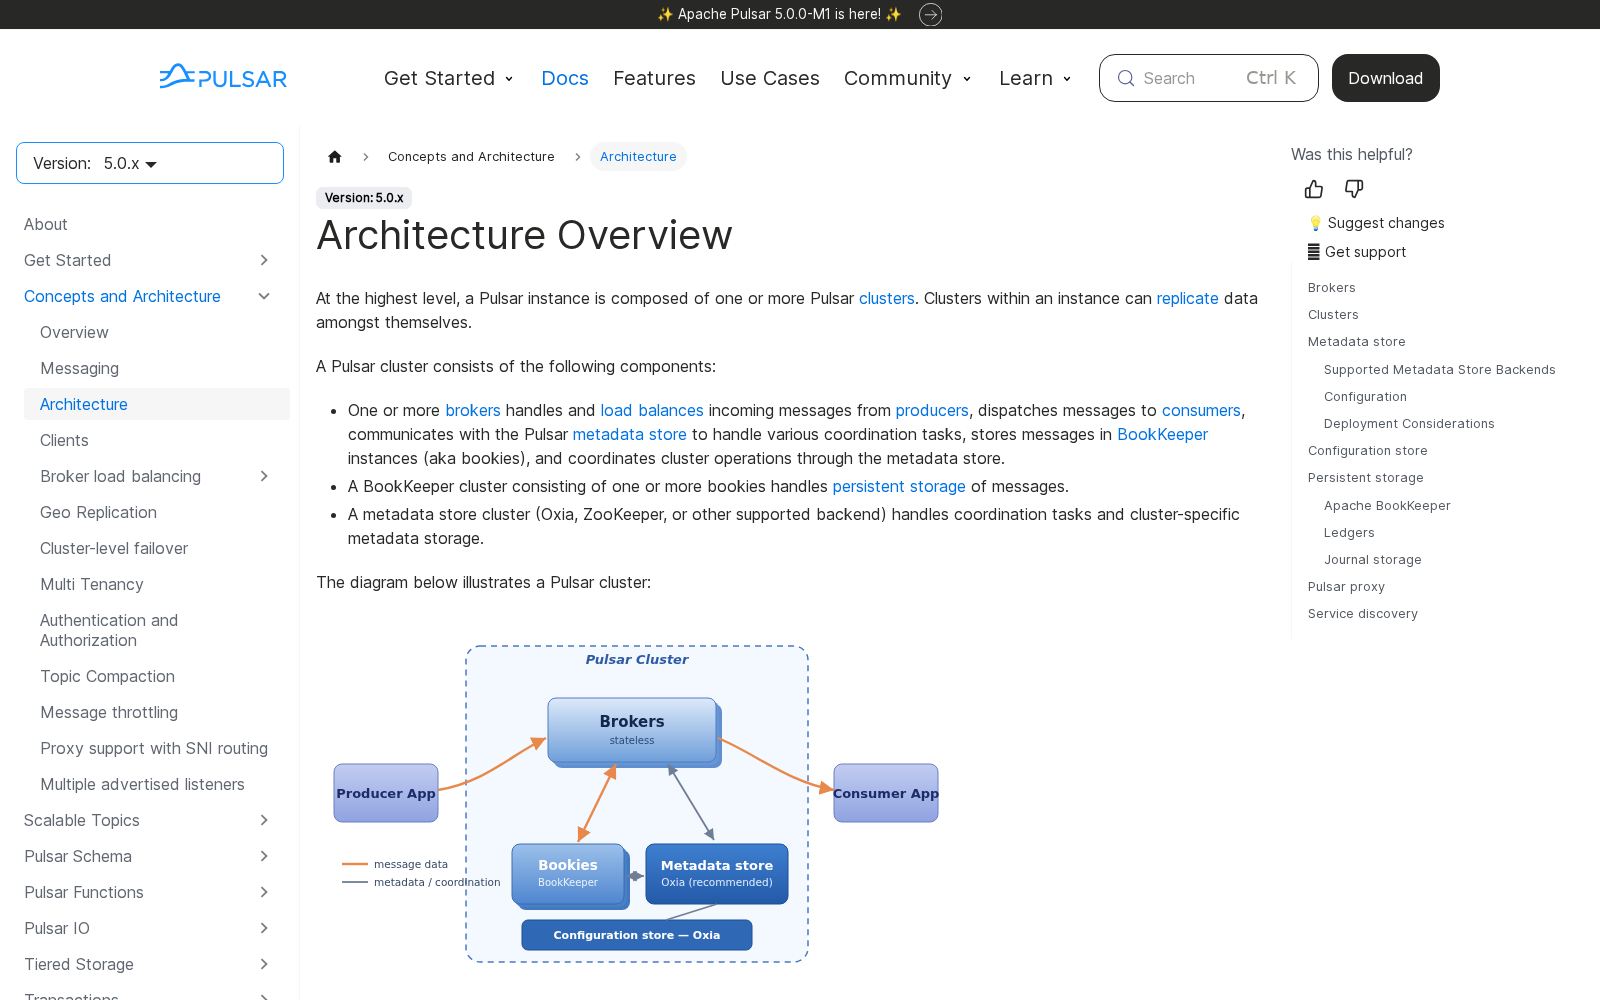 ✨ Apache Pulsar 5.0.0-M1 is here! ✨
PULSAR
Get Started
Docs
Features
Use Cases
Community
Learn
Search
Ctrl K
Download
Version: 5.0.x
About
Get Started
Concepts and Architecture
Overview
Messaging
Architecture
Clients
Broker load balancing
Geo Replication
Cluster-level failover
Multi Tenancy
Authentication and
Authorization
Topic Compaction
Message throttling
Proxy support with SNI routing
Multiple advertised listeners
Scalable Topics
Pulsar Schema
Pulsar Functions
Pulsar IO
Tiered Storage
Transactions
Concepts and Architecture
Architecture
Version: 5.0.x
Architecture Overview
At the highest level, a Pulsar instance is composed of one or more Pulsar clusters. Clusters within an instance can replicate data
amongst themselves.
A Pulsar cluster consists of the following components:
One or more brokers handles and load balances incoming messages from producers, dispatches messages to consumers,
communicates with the Pulsar metadata store to handle various coordination tasks, stores messages in BookKeeper
instances (aka bookies), and coordinates cluster operations through the metadata store.
A BookKeeper cluster consisting of one or more bookies handles persistent storage of messages.
A metadata store cluster (Oxia, ZooKeeper, or other supported backend) handles coordination tasks and cluster-specific
metadata storage.
The diagram below illustrates a Pulsar cluster:
Pulsar Cluster
Brokers
stateless
Producer App
Consumer App
message data
metadata / coordination
Bookies
BookKeeper
Metadata store
Oxia (recommended)
Configuration store — Oxia
Was this helpful?
💡 Suggest changes
Get support
Brokers
Clusters
Metadata store
Supported Metadata Store Backends
Configuration
Deployment Considerations
Configuration store
Persistent storage
Apache BookKeeper
Ledgers
Journal storage
Pulsar proxy
Service discovery